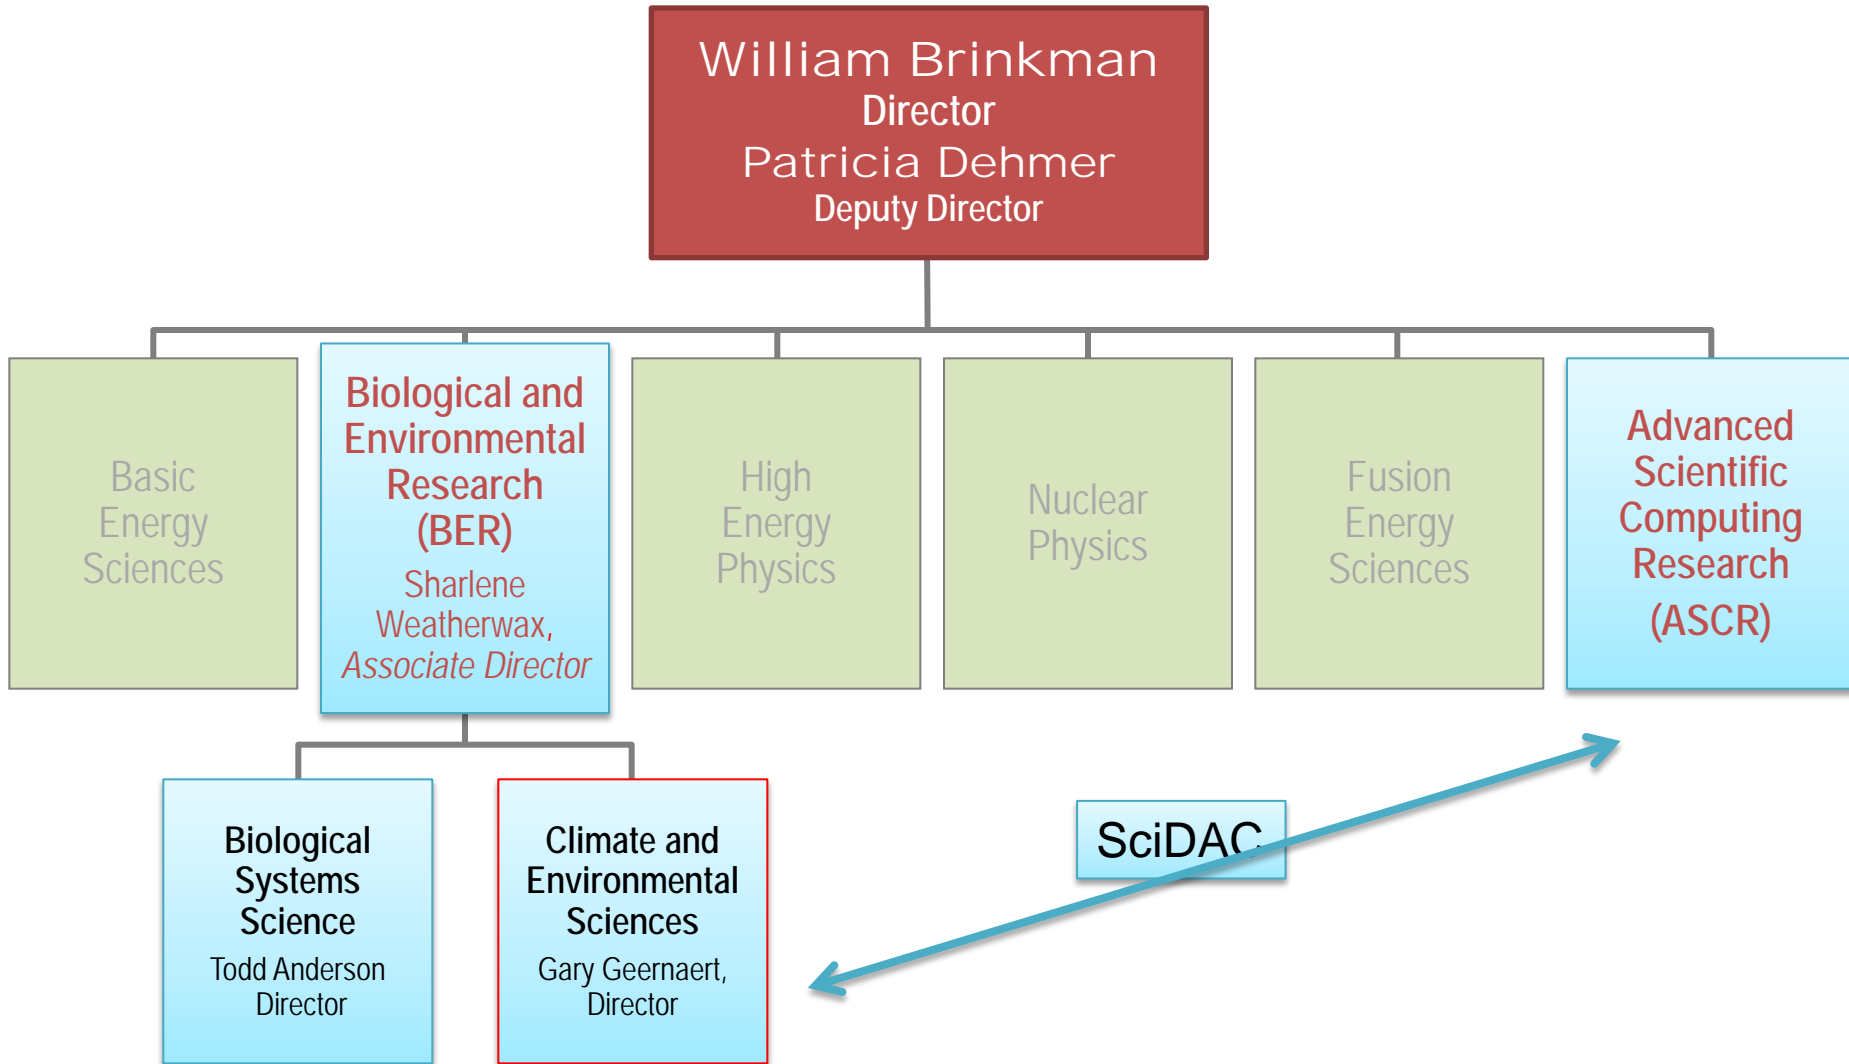 William Brinkman
Director
Patricia Dehmer
Deputy Director
Basic
Energy
Sciences
Biological and
Environmental
Research
(BER)
Sharlene
Weatherwax,
Associate Director
High
Energy
Physics
Nuclear
Physics
Fusion
Energy
Sciences
Advanced
Scientific
Computing
Research
(ASCR)
Biological
Systems
Science
Todd Anderson
Director
Climate and
Environmental
Sciences
Gary Geernaert,
Director
SciDAC